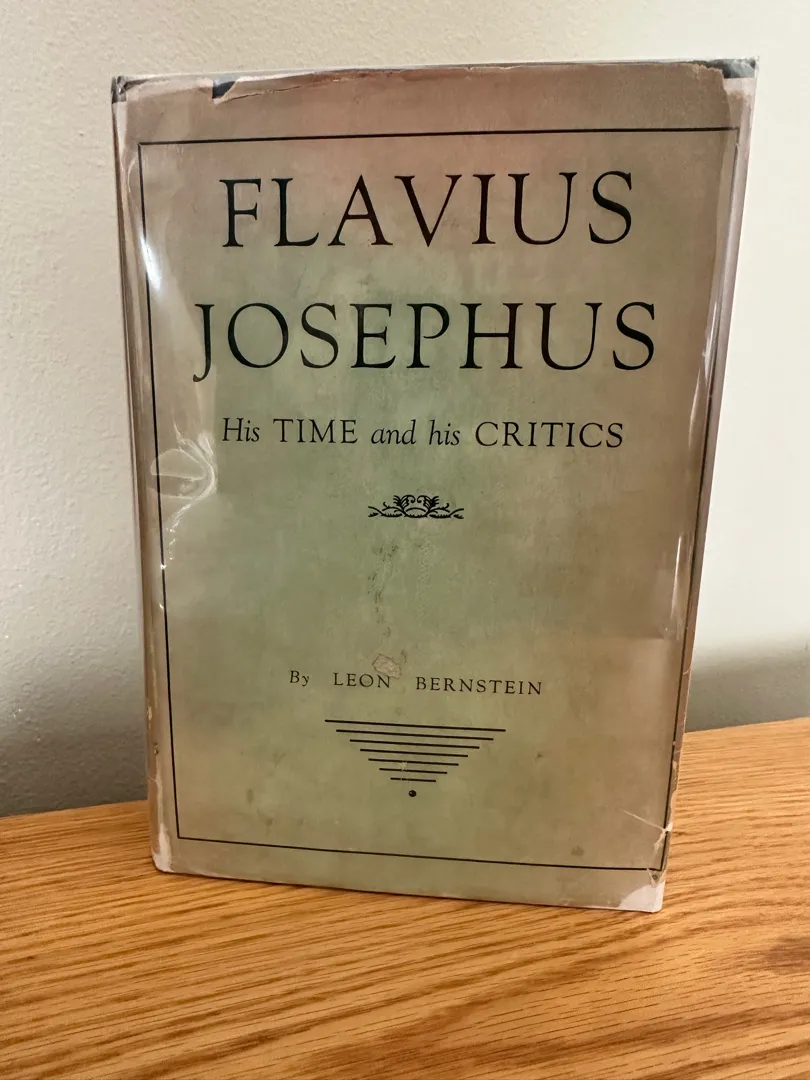 FLAVIUS
JOSEPHUS
His TIME and his CRITICS
By LEON BERNSTEIN